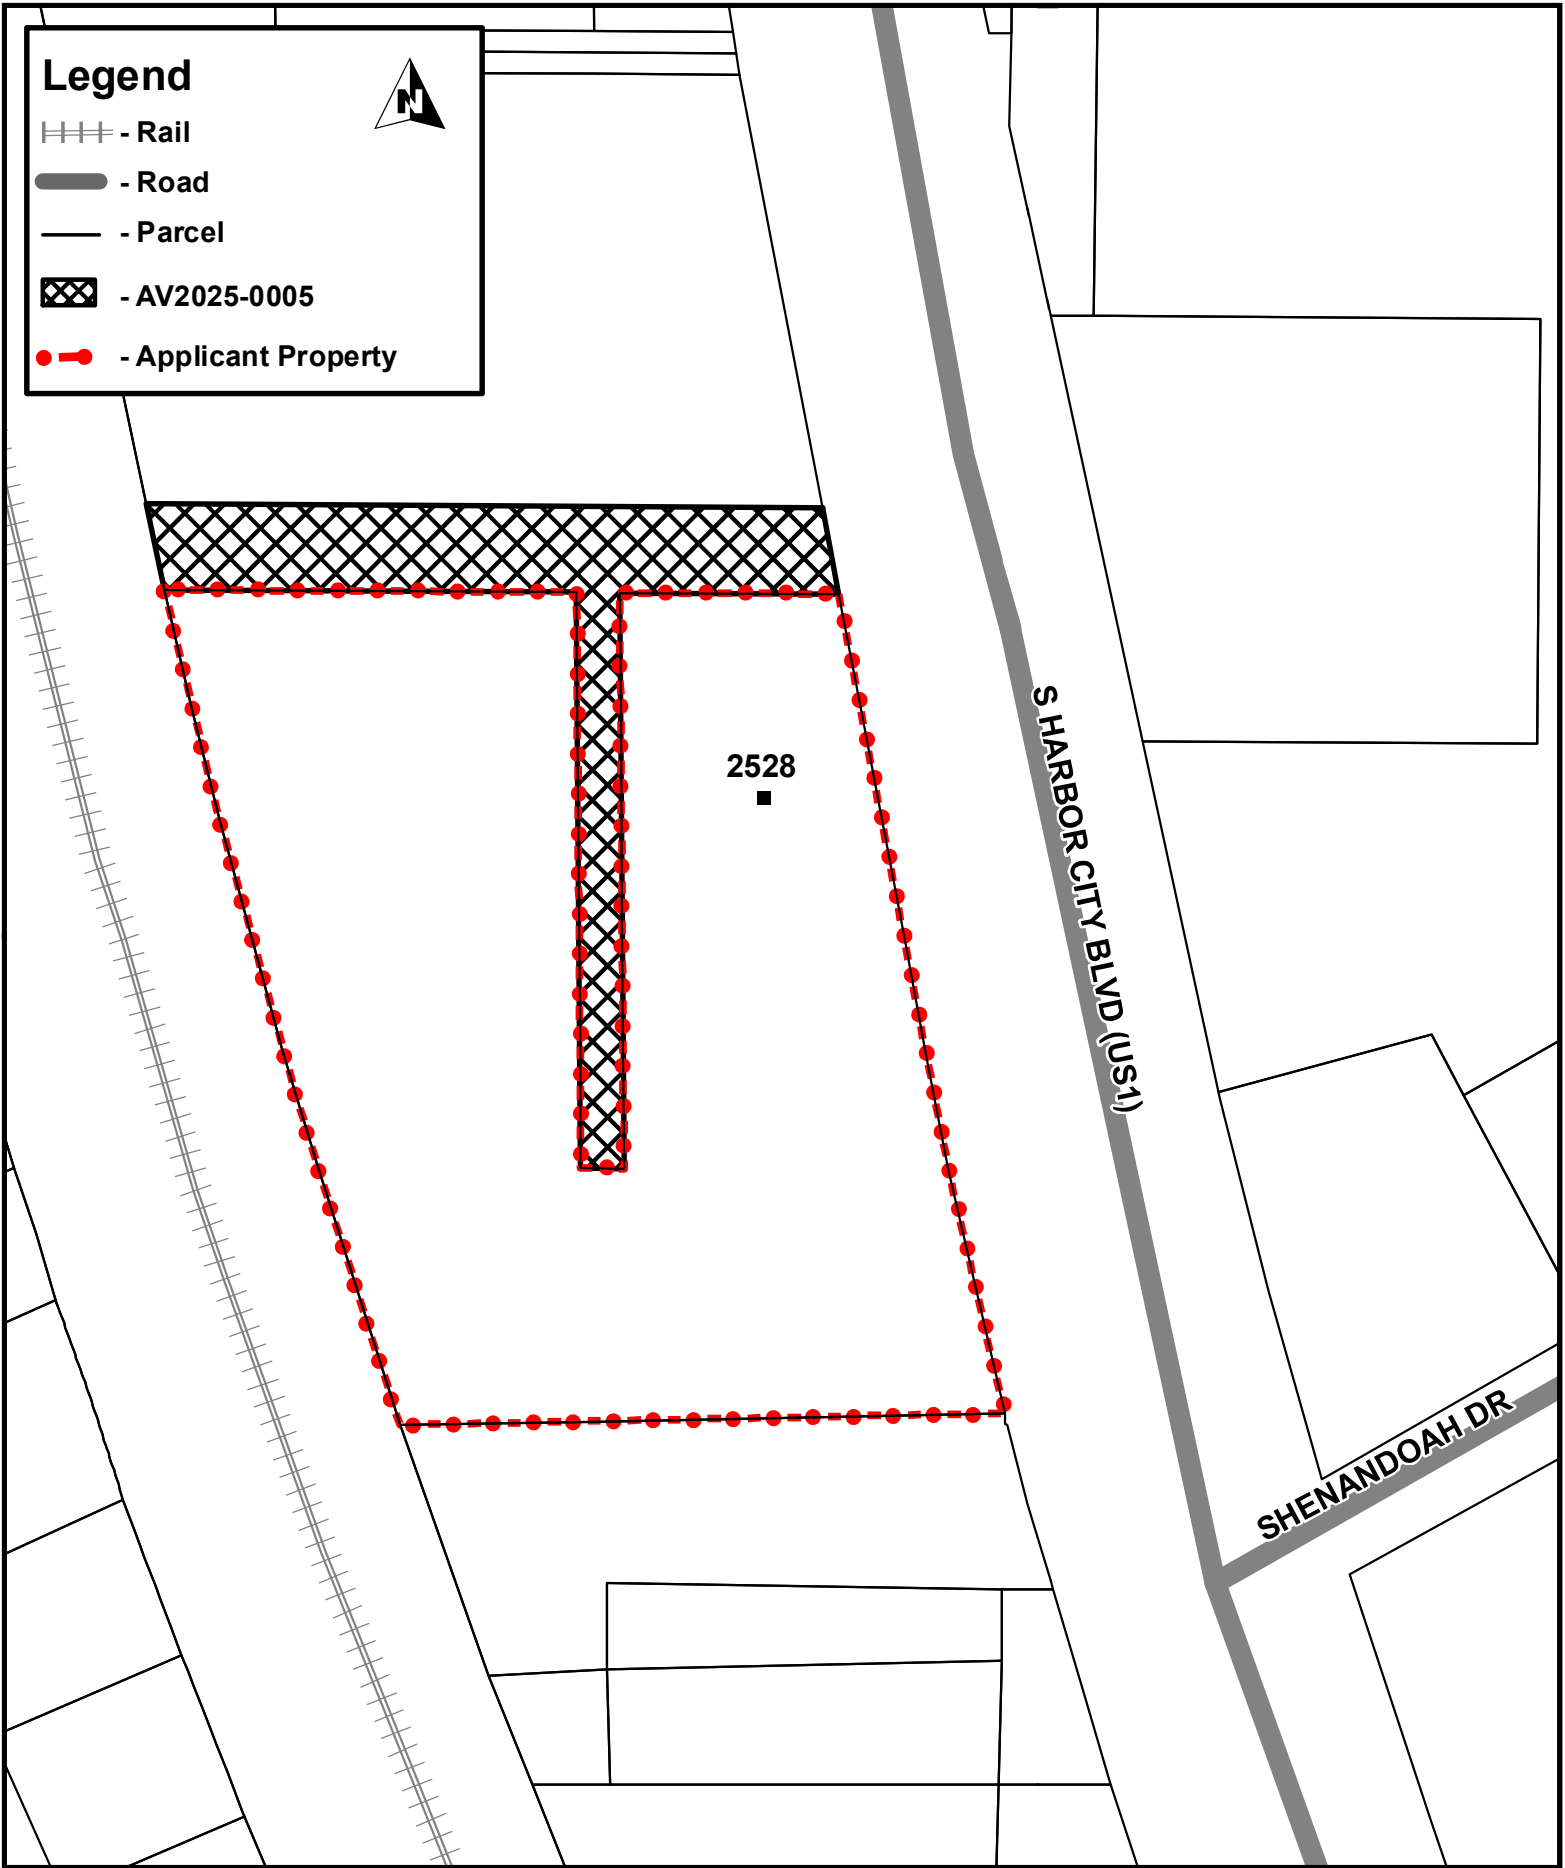 Legend
N
- Rail
- Road
- Parcel
- AV2025-0005
- Applicant Property
2528
S HARBOR CITY BLVD (US1)
SHENANDOAH DR